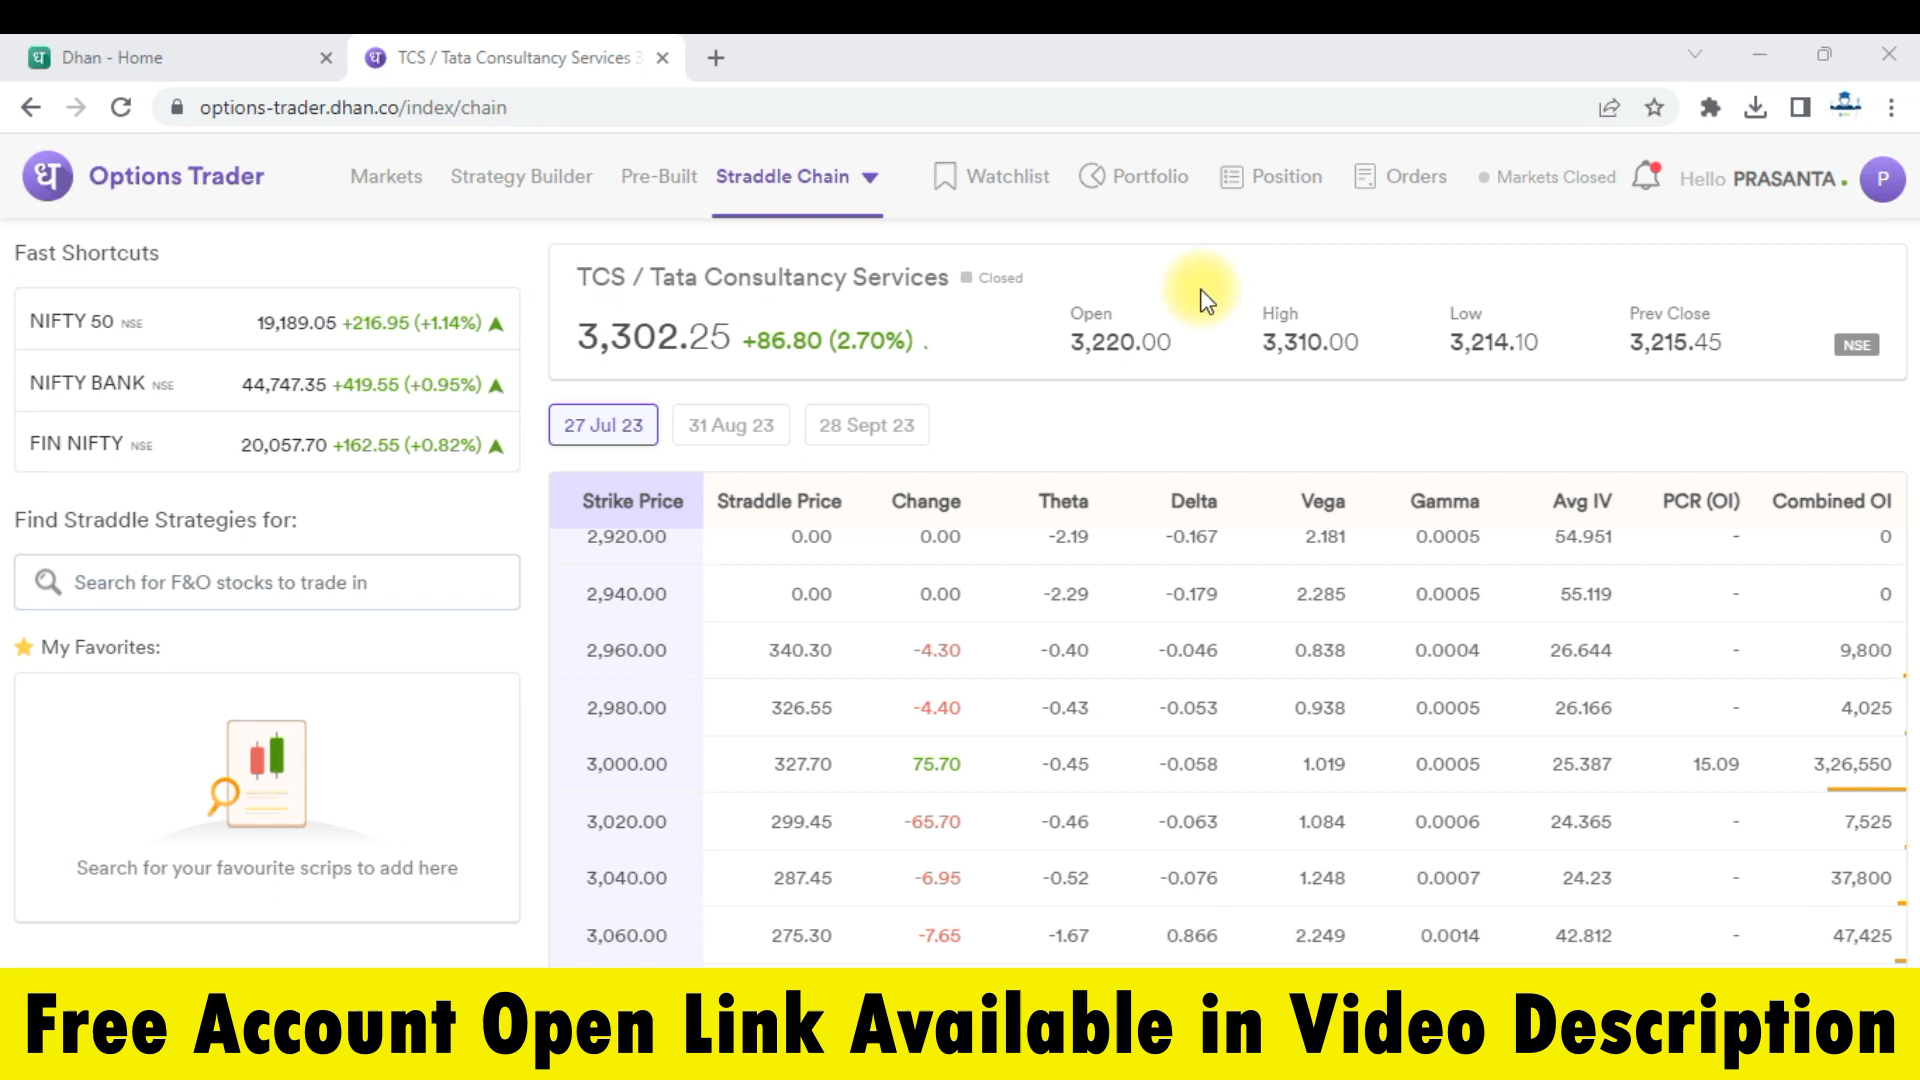 ध Dhan - Home
ध TCS / Tata Consultancy Services 3
options-trader.dhan.co/index/chain
ध Options Trader Markets Strategy Builder Pre-Built Straddle Chain Watchlist Portfolio Position Orders Markets Closed Hello PRASANTA . P
Fast Shortcuts
NIFTY 50 NSE 19,189.05 +216.95 (+1.14%)
NIFTY BANK NSE 44,747.35 +419.55 (+0.95%)
FIN NIFTY NSE 20,057.70 +162.55 (+0.82%)
Find Straddle Strategies for:
Search for F&O stocks to trade in
My Favorites:
Search for your favourite scrips to add here
TCS / Tata Consultancy Services Closed
3,302.25 +86.80 (2.70%) .
Open High Low Prev Close
3,220.00 3,310.00 3,214.10 3,215.45 NSE
27 Jul 23 31 Aug 23 28 Sept 23
Strike Price Straddle Price Change Theta Delta Vega Gamma Avg IV PCR (OI) Combined OI
2,920.00 0.00 0.00 -2.19 -0.167 2.181 0.0005 54.951 - 0
2,940.00 0.00 0.00 -2.29 -0.179 2.285 0.0005 55.119 - 0
2,960.00 340.30 -4.30 -0.40 -0.046 0.838 0.0004 26.644 - 9,800
2,980.00 326.55 -4.40 -0.43 -0.053 0.938 0.0005 26.166 - 4,025
3,000.00 327.70 75.70 -0.45 -0.058 1.019 0.0005 25.387 15.09 3,26,550
3,020.00 299.45 -65.70 -0.46 -0.063 1.084 0.0006 24.365 - 7,525
3,040.00 287.45 -6.95 -0.52 -0.076 1.248 0.0007 24.23 - 37,800
3,060.00 275.30 -7.65 -1.67 0.866 2.249 0.0014 42.812 - 47,425
Free Account Open Link Available in Video Description